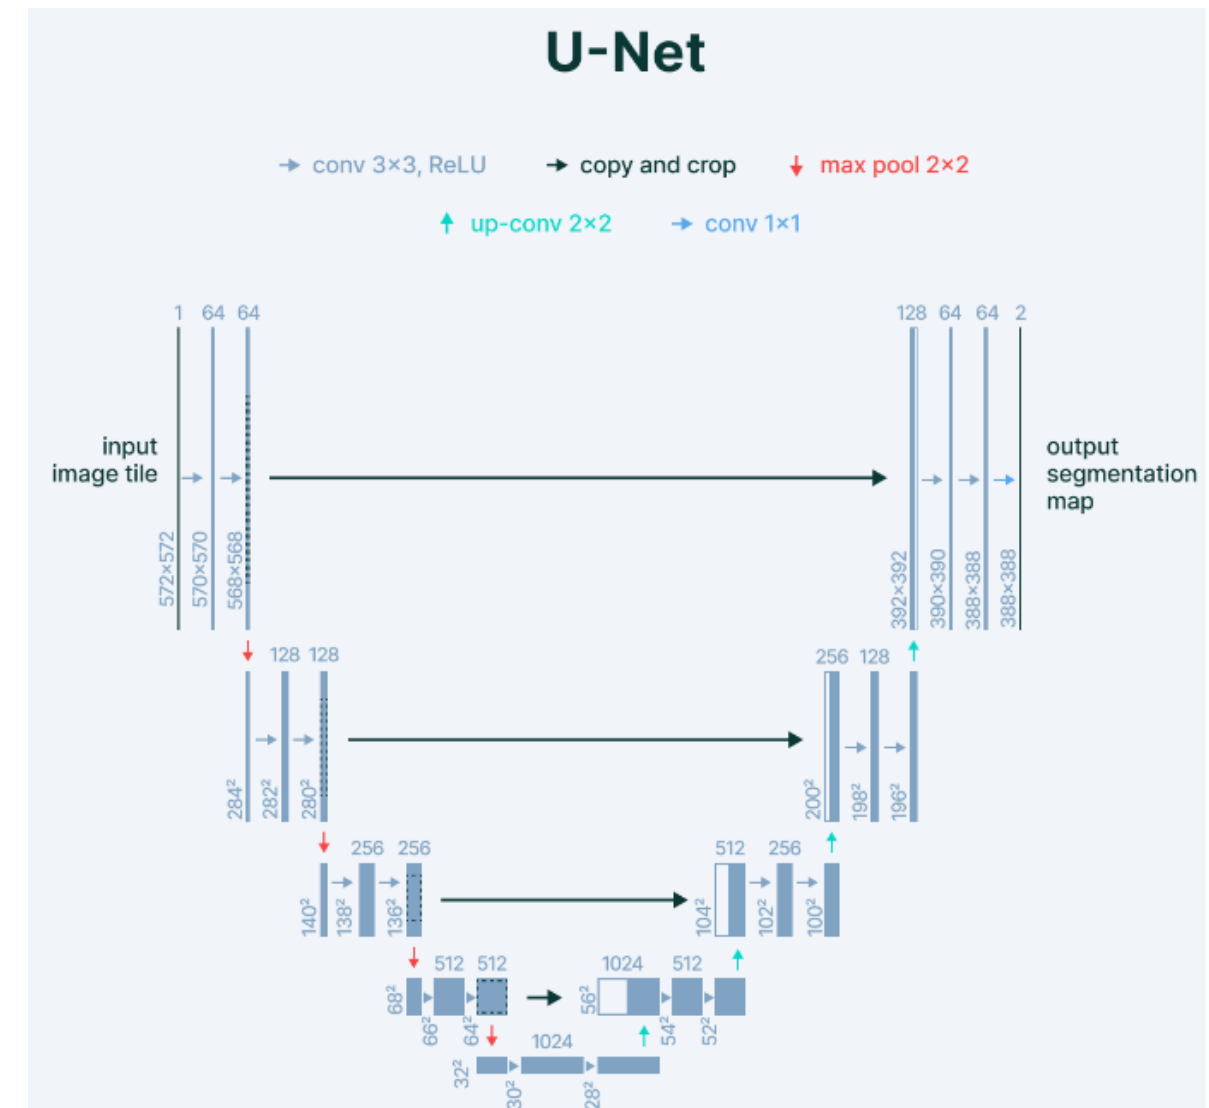 U-Net
conv 3×3, ReLU
copy and crop
max pool 2×2
up-conv 2×2
conv 1×1
1 64 64
128 64 64 2
input
image tile
output
segmentation
map
572×572
570×570
568×568
392×392
390×390
388×388
388×388
128 128
256 128
284²
282²
280²
200²
198²
196²
256 256
512 256
140²
138²
136²
104²
102²
100²
512 512
1024 512
68²
66²
64²
56²
54²
52²
1024
32²
30²
28²